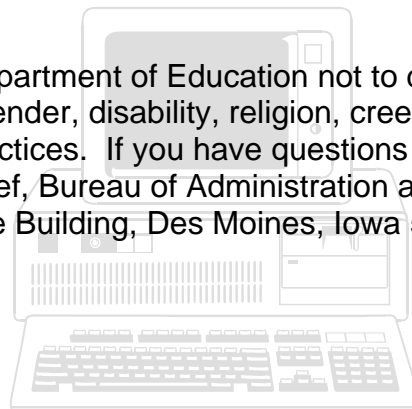 partment of Education not to
ender, disability, religion, cree
ctices.  If you have questions
ef, Bureau of Administration a
e Building, Des Moines, Iowa